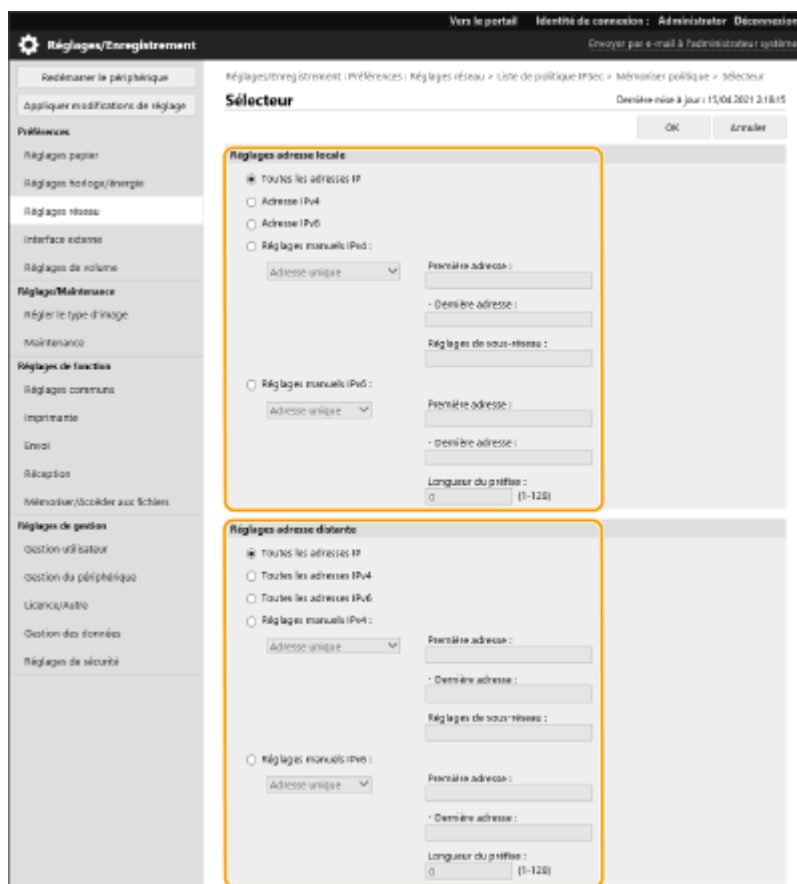 Vers le portail Identité de connexion : Administrator Déconnexion
Réglages/Enregistrement Envoyer par e-mail à l'administrateur système
Redémarrer le périphérique
Appliquer modifications de réglage
Préférences
Réglages papier
Réglages horloge/énergie
Réglages réseau
Interface externe
Réglages de volume
Réglage/Maintenance
Régler le type d'image
Maintenance
Réglages de fonction
Réglages communs
Imprimante
Envoi
Réception
Mémoriser/Accéder aux fichiers
Réglages de gestion
Gestion utilisateur
Gestion du périphérique
Licence/Autre
Gestion des données
Réglages de sécurité
Réglages/Enregistrement : Préférences : Réglages réseau > Liste de politique IPSec > Mémoriser politique > Sélecteur
Sélecteur Dernière mise à jour : 15/04 2021 2:18:15
OK Annuler
Réglages adresse locale
Toutes les adresses IP
Adresse IPv4
Adresse IPv6
Réglages manuels IPv4 :
Adresse unique Première adresse :
- Dernière adresse :
Réglages de sous-réseau :
Réglages manuels IPv6 :
Adresse unique Première adresse :
- Dernière adresse :
Longueur du préfixe :
0 (1-128)
Réglages adresse distante
Toutes les adresses IP
Toutes les adresses IPv4
Toutes les adresses IPv6
Réglages manuels IPv4 :
Adresse unique Première adresse :
- Dernière adresse :
Réglages de sous-réseau :
Réglages manuels IPv6 :
Adresse unique Première adresse :
- Dernière adresse :
Longueur du préfixe :
0 (1-128)